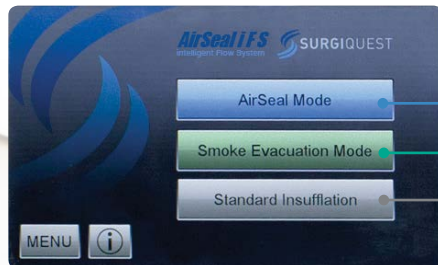 AirSeal iFS
Intelligent Flow System
SURGIQUEST
AirSeal Mode
Smoke Evacuation Mode
Standard Insufflation
MENU
i